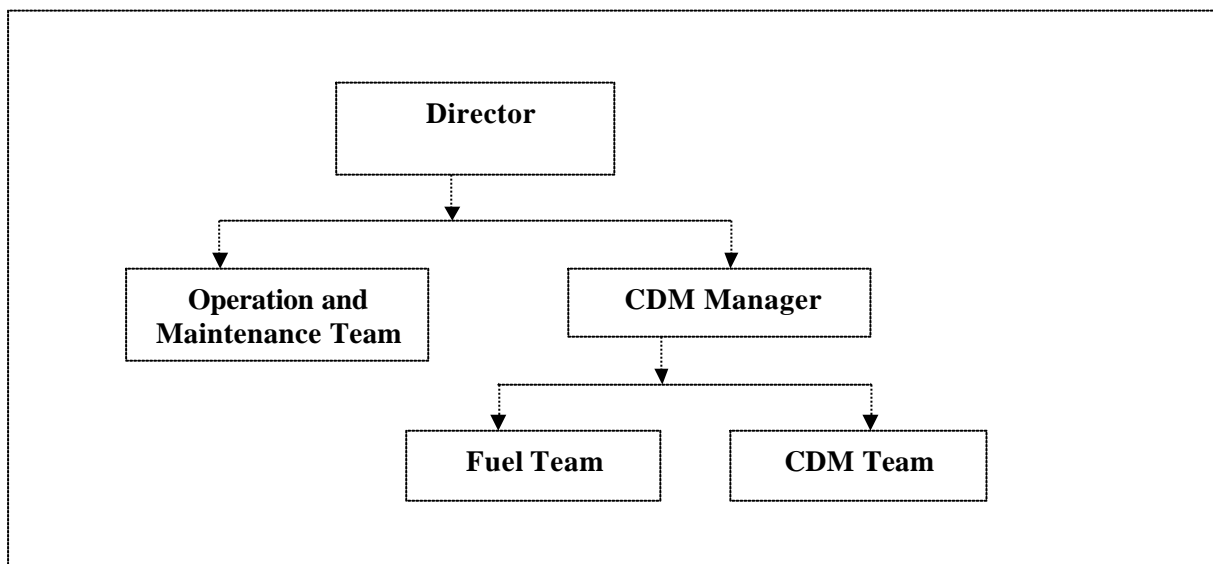 Director
Operation and
Maintenance Team
CDM Manager
Fuel Team
CDM Team